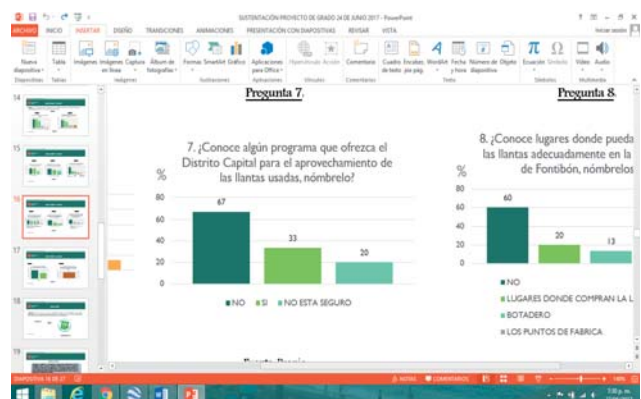 SUSTENTACIÓN PROYECTO DE GRADO 24 DE JUNIO 2017 - PowerPoint
ARCHIVO INICIO INSERTAR DISEÑO TRANSICIONES ANIMACIONES PRESENTACIÓN CON DIAPOSITIVAS REVISAR VISTA Iniciar sesión
Nueva diapositiva Tabla Imágenes Imágenes en línea Captura Álbum de fotografías Formas SmartArt Gráfico Aplicaciones para Office Hipervínculo Acción Comentario Cuadro de texto Encabez. pie pág. WordArt Fecha y hora Número de diapositiva Objeto Ecuación Símbolo Vídeo Audio
Diapositivas Tablas Imágenes Ilustraciones Aplicaciones Vínculos Comentarios Texto Símbolos Multimedia
14
15
16
17
18
19
Pregunta 7.
7. ¿Conoce algún programa que ofrezca el
Distrito Capital para el aprovechamiento de
las llantas usadas, nómbrelo?
%
80
60
40
20
0
67
33
20
NO SI NO ESTA SEGURO
Pregunta 8.
8. ¿Conoce lugares donde pueda
las llantas adecuadamente en la
de Fontibón, nómbrelos
%
80
60
40
20
0
60
20
13
NO
LUGARES DONDE COMPRAN LA L
BOTADERO
LOS PUNTOS DE FABRICA
DIAPOSITIVA 16 DE 27
NOTAS COMENTARIOS